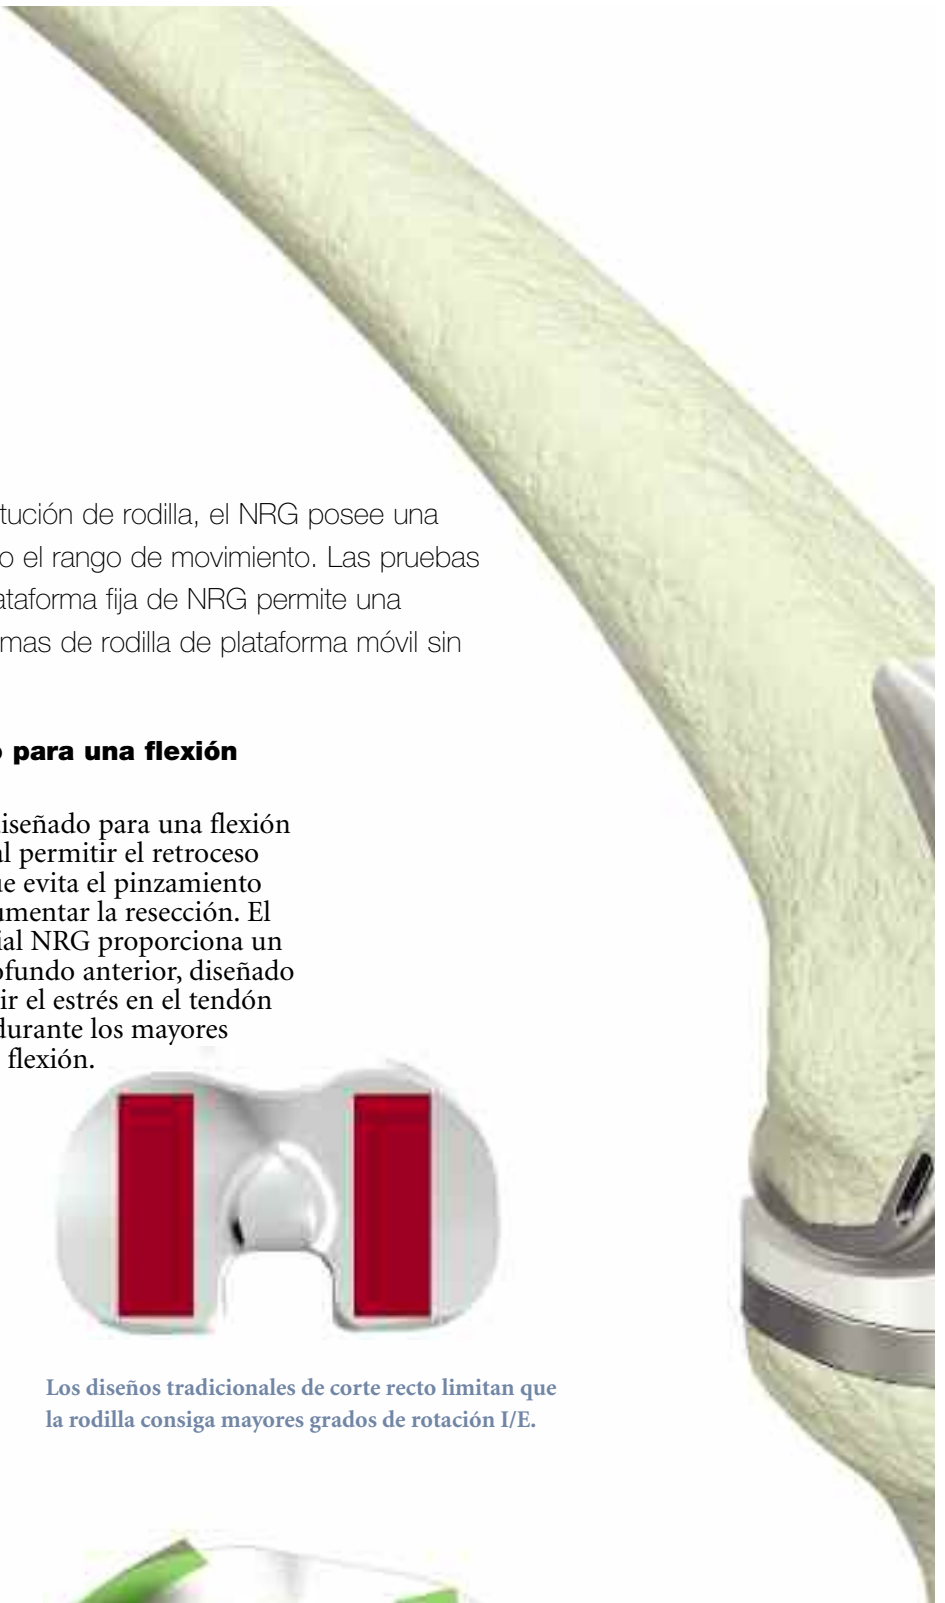 tución de rodilla, el NRG posee una
o el rango de movimiento. Las pruebas
ataforma fija de NRG permite una
mas de rodilla de plataforma móvil sin
para una flexión
iseñado para una flexión
al permitir el retroceso
ue evita el pinzamiento
umentar la resección. El
ial NRG proporciona un
ofundo anterior, diseñado
ir el estrés en el tendón
durante los mayores
flexión.
Los diseños tradicionales de corte recto limitan que
la rodilla consiga mayores grados de rotación I/E.